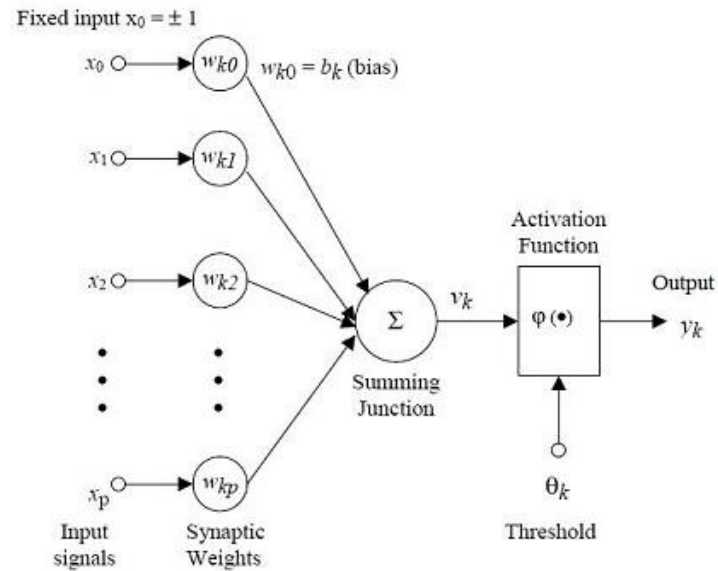 Fixed input x₀ = ± 1
x₀
wₖ₀
wₖ₀ = bₖ (bias)
x₁
wₖ₁
x₂
wₖ₂
xₚ
wₖₚ
Input
signals
Synaptic
Weights
Σ
Summing
Junction
vₖ
Activation
Function
φ (•)
Output
yₖ
θₖ
Threshold